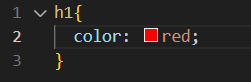 1 h1{
2 color: red;
3 }